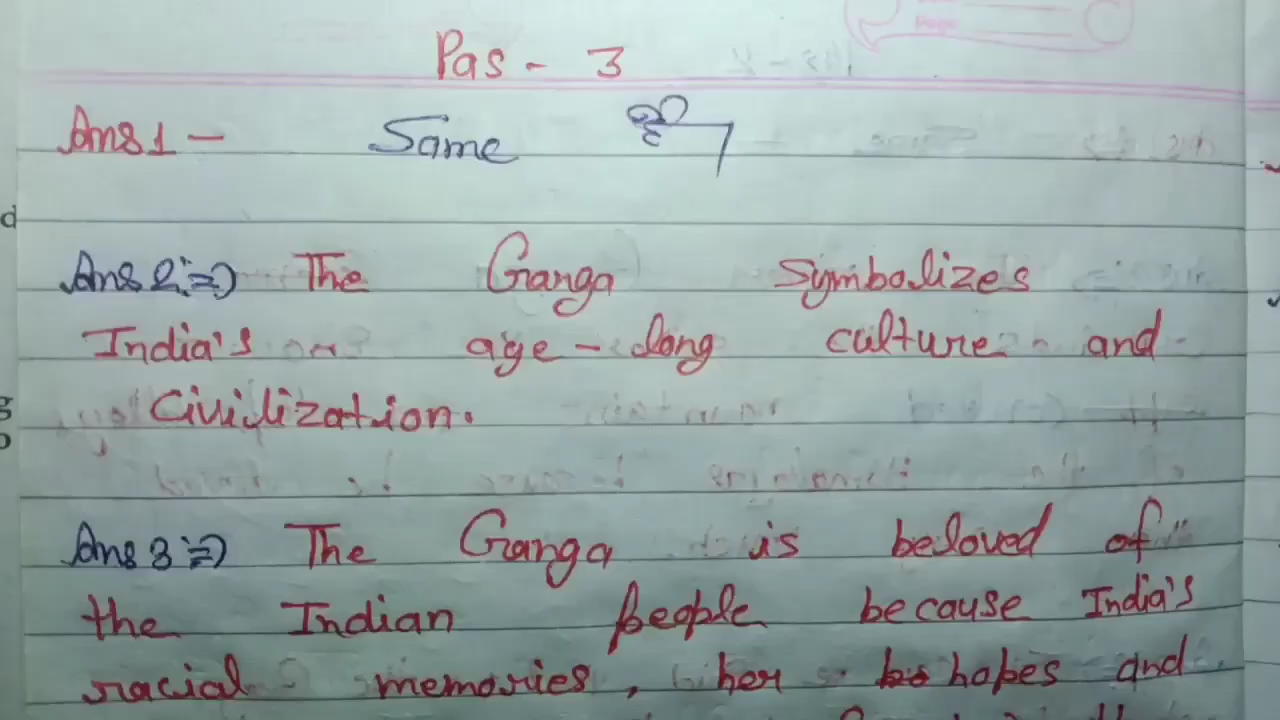 Pas - 3
Ans 1 - Same है।
Ans 2 :=) The Ganga symbolizes
India's age-long culture and
Civilization.
Ans 3 :=) The Ganga is beloved of
the Indian people because India's
racial memories, her hopes and